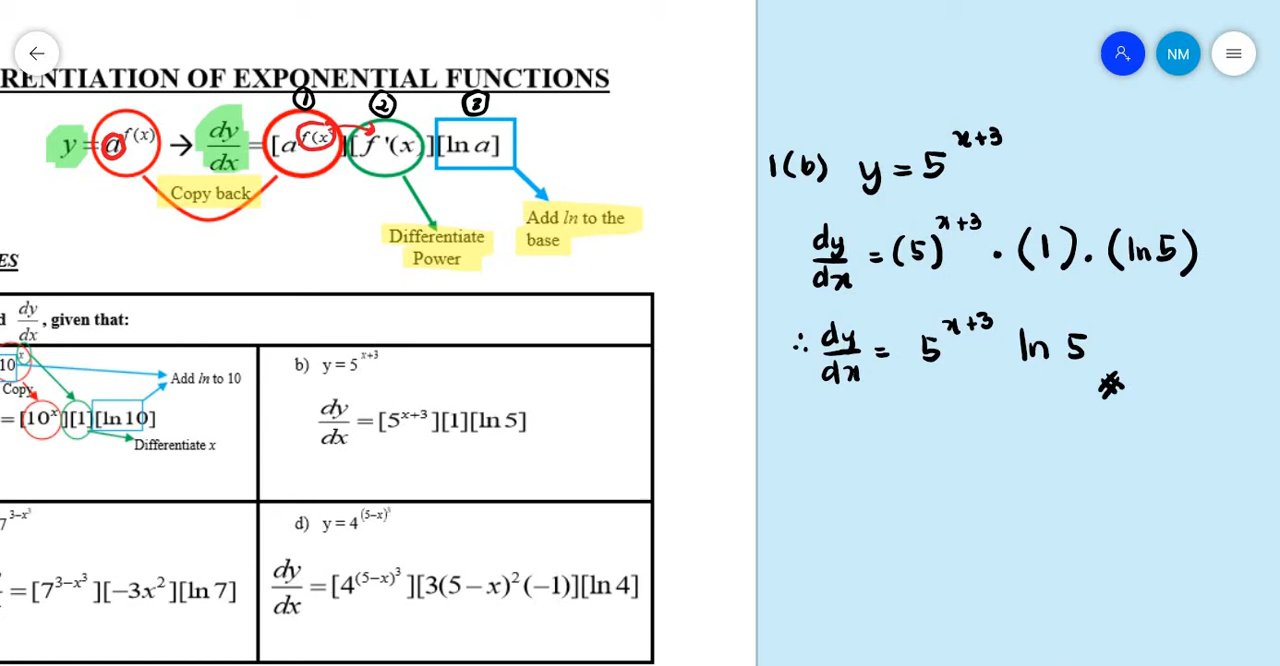 RENTIATION OF EXPONENTIAL FUNCTIONS
① ② ③
y = a^f(x) → dy/dx = [a^f(x)][f '(x)][ln a]
Copy back
Differentiate
Power
Add ln to the
base
ES
d dy/dx, given that:
10^x
Add ln to 10
Copy
= [10^x][1][ln 10]
Differentiate x
b) y = 5^x+3
dy/dx = [5^x+3][1][ln 5]
7^3−x^3
= [7^3−x^3][−3x^2][ln 7]
d) y = 4^(5−x)^3
dy/dx = [4^(5−x)^3][3(5−x)^2(−1)][ln 4]
NM
1(b) y = 5^x+3
dy/dx = (5)^x+3 · (1) · (ln 5)
∴ dy/dx = 5^x+3 ln 5